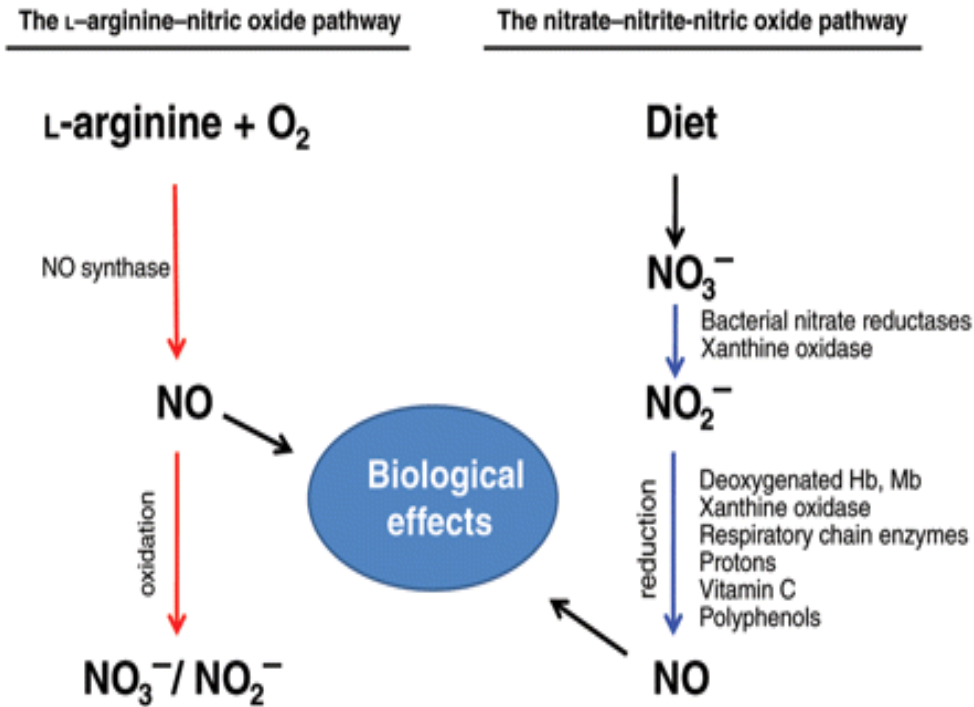 The L–arginine–nitric oxide pathway
L-arginine + O₂
NO synthase
NO
oxidation
NO₃⁻/ NO₂⁻
Biological
effects
The nitrate–nitrite-nitric oxide pathway
Diet
NO₃⁻
Bacterial nitrate reductases
Xanthine oxidase
NO₂⁻
reduction
Deoxygenated Hb, Mb
Xanthine oxidase
Respiratory chain enzymes
Protons
Vitamin C
Polyphenols
NO